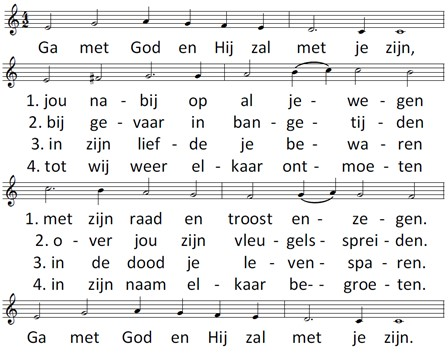 Ga met God en Hij zal met je zijn,
1. jou na - bij op al je - we - gen
2. bij ge - vaar in ban - ge - tij - den
3. in zijn lief - de je be - wa - ren
4. tot wij weer el - kaar ont - moe - ten
1. met zijn raad en troost en - ze - gen.
2. o - ver jou zijn vleu - gels - sprei - den.
3. in de dood je le - ven - spa - ren.
4. in zijn naam el - kaar be- - groe - ten.
Ga met God en Hij zal met je zijn.